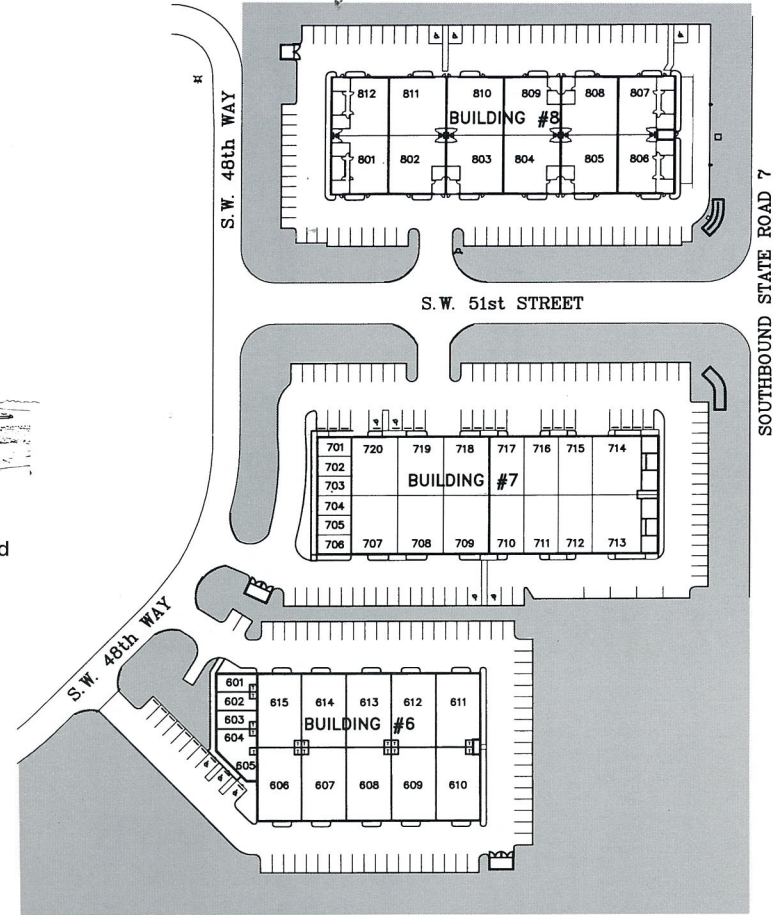 812 811 810 809 808 807
BUILDING #8
801 802 803 804 805 806
S.W. 48th WAY
SOUTHBOUND STATE ROAD 7
S.W. 51st STREET
701 720 719 718 717 716 715 714
702
703
BUILDING #7
704
705
706 707 708 709 710 711 712 713
d
S.W. 48th WAY
601
602
615 614 613 612 611
603
BUILDING #6
604
605
606 607 608 609 610